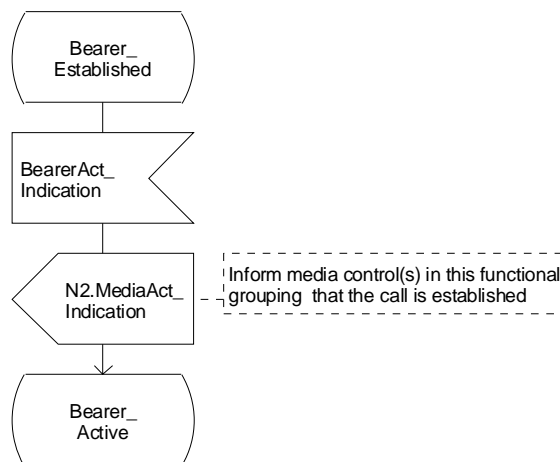 Bearer_
Established
BearerAct_
Indication
N2.MediaAct_
Indication
Inform media control(s) in this functional
grouping that the call is established
Bearer_
Active